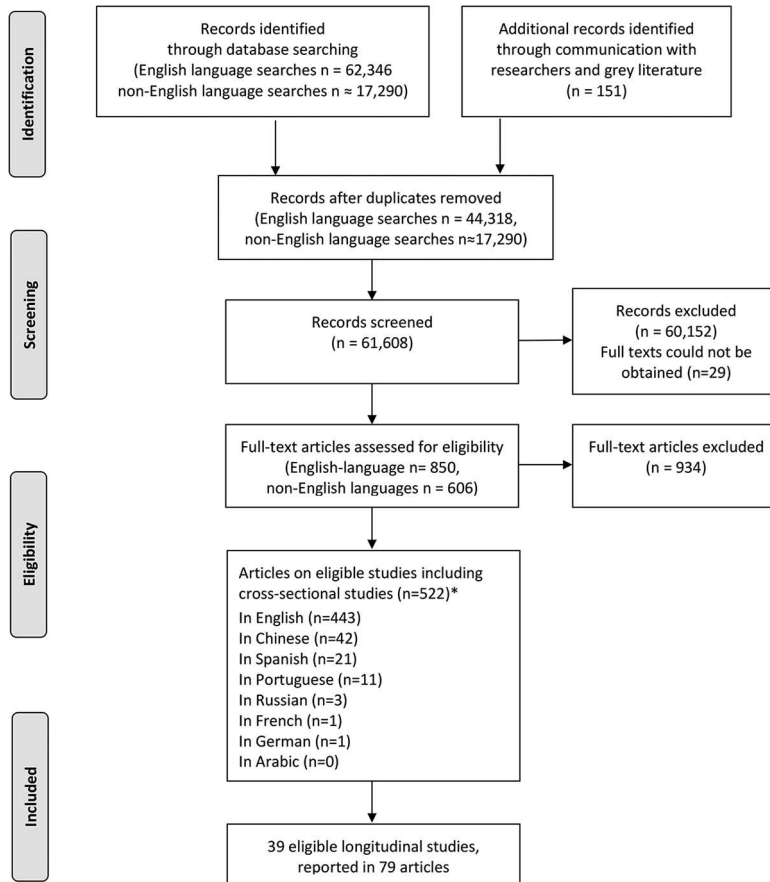 Identification
Records identified
through database searching
(English language searches n = 62,346
non-English language searches n ≈ 17,290)
Additional records identified
through communication with
researchers and grey literature
(n = 151)
Records after duplicates removed
(English language searches n = 44,318,
non-English language searches n≈17,290)
Screening
Records screened
(n = 61,608)
Records excluded
(n = 60,152)
Full texts could not be
obtained (n=29)
Full-text articles assessed for eligibility
(English-language n= 850,
non-English languages n = 606)
Full-text articles excluded
(n = 934)
Eligibility
Articles on eligible studies including
cross-sectional studies (n=522)*
In English (n=443)
In Chinese (n=42)
In Spanish (n=21)
In Portuguese (n=11)
In Russian (n=3)
In French (n=1)
In German (n=1)
In Arabic (n=0)
Included
39 eligible longitudinal studies,
reported in 79 articles